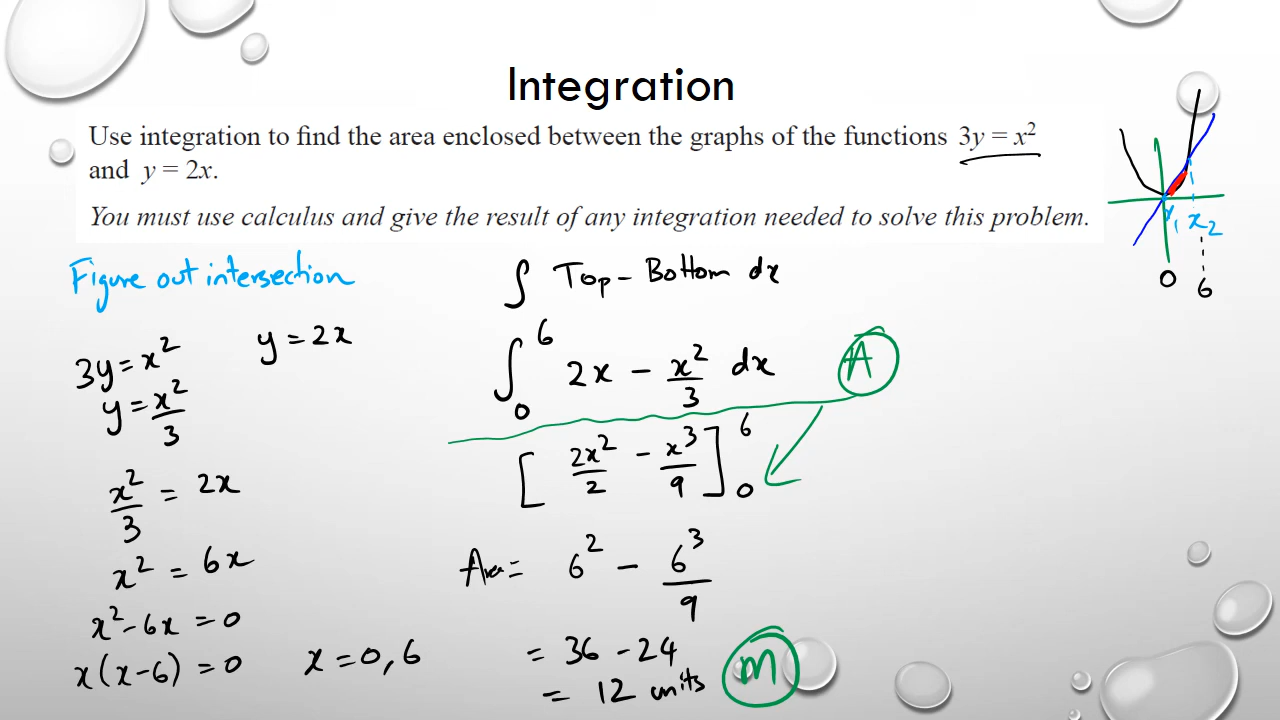 Integration
Use integration to find the area enclosed between the graphs of the functions 3y = x²
and y = 2x.
You must use calculus and give the result of any integration needed to solve this problem.
Figure out intersection
3y = x²
y = 2x
y = x²/3
x²/3 = 2x
x² = 6x
x² - 6x = 0
x(x-6) = 0
x = 0, 6
∫ Top - Bottom dx
∫₀⁶ 2x - x²/3 dx
A
[2x²/2 - x³/9]₀⁶
Area = 6² - 6³/9
= 36 - 24
= 12 units
M
x₁ x₂
0 6